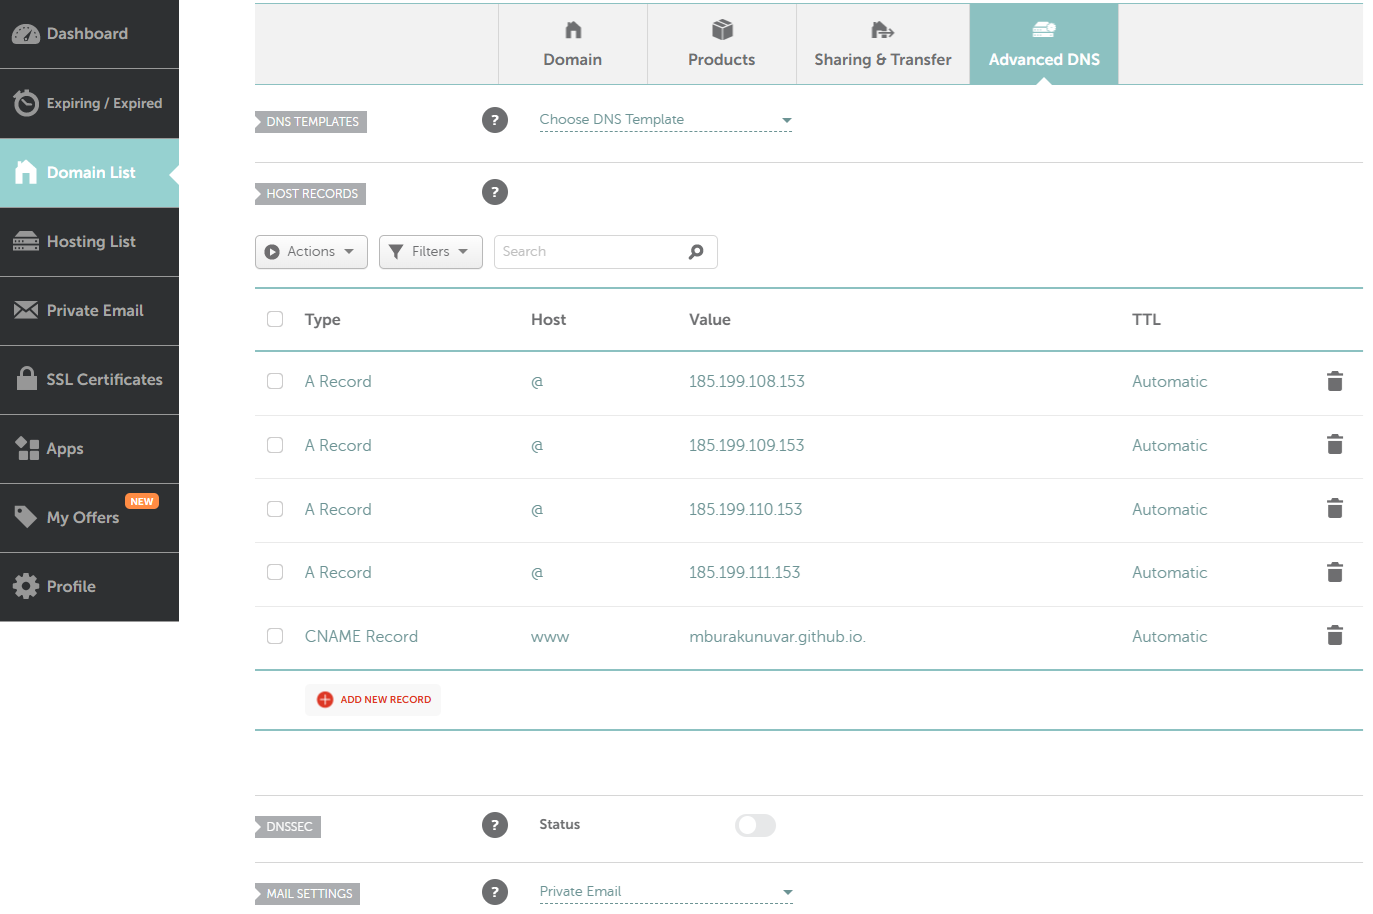 Dashboard
Expiring / Expired
Domain List
Hosting List
Private Email
SSL Certificates
Apps
NEW
My Offers
Profile
Domain
Products
Sharing & Transfer
Advanced DNS
DNS TEMPLATES
?
Choose DNS Template
HOST RECORDS
?
Actions
Filters
Search
Type Host Value TTL
A Record @ 185.199.108.153 Automatic
A Record @ 185.199.109.153 Automatic
A Record @ 185.199.110.153 Automatic
A Record @ 185.199.111.153 Automatic
CNAME Record www mburakunuvar.github.io. Automatic
ADD NEW RECORD
DNSSEC
?
Status
MAIL SETTINGS
?
Private Email